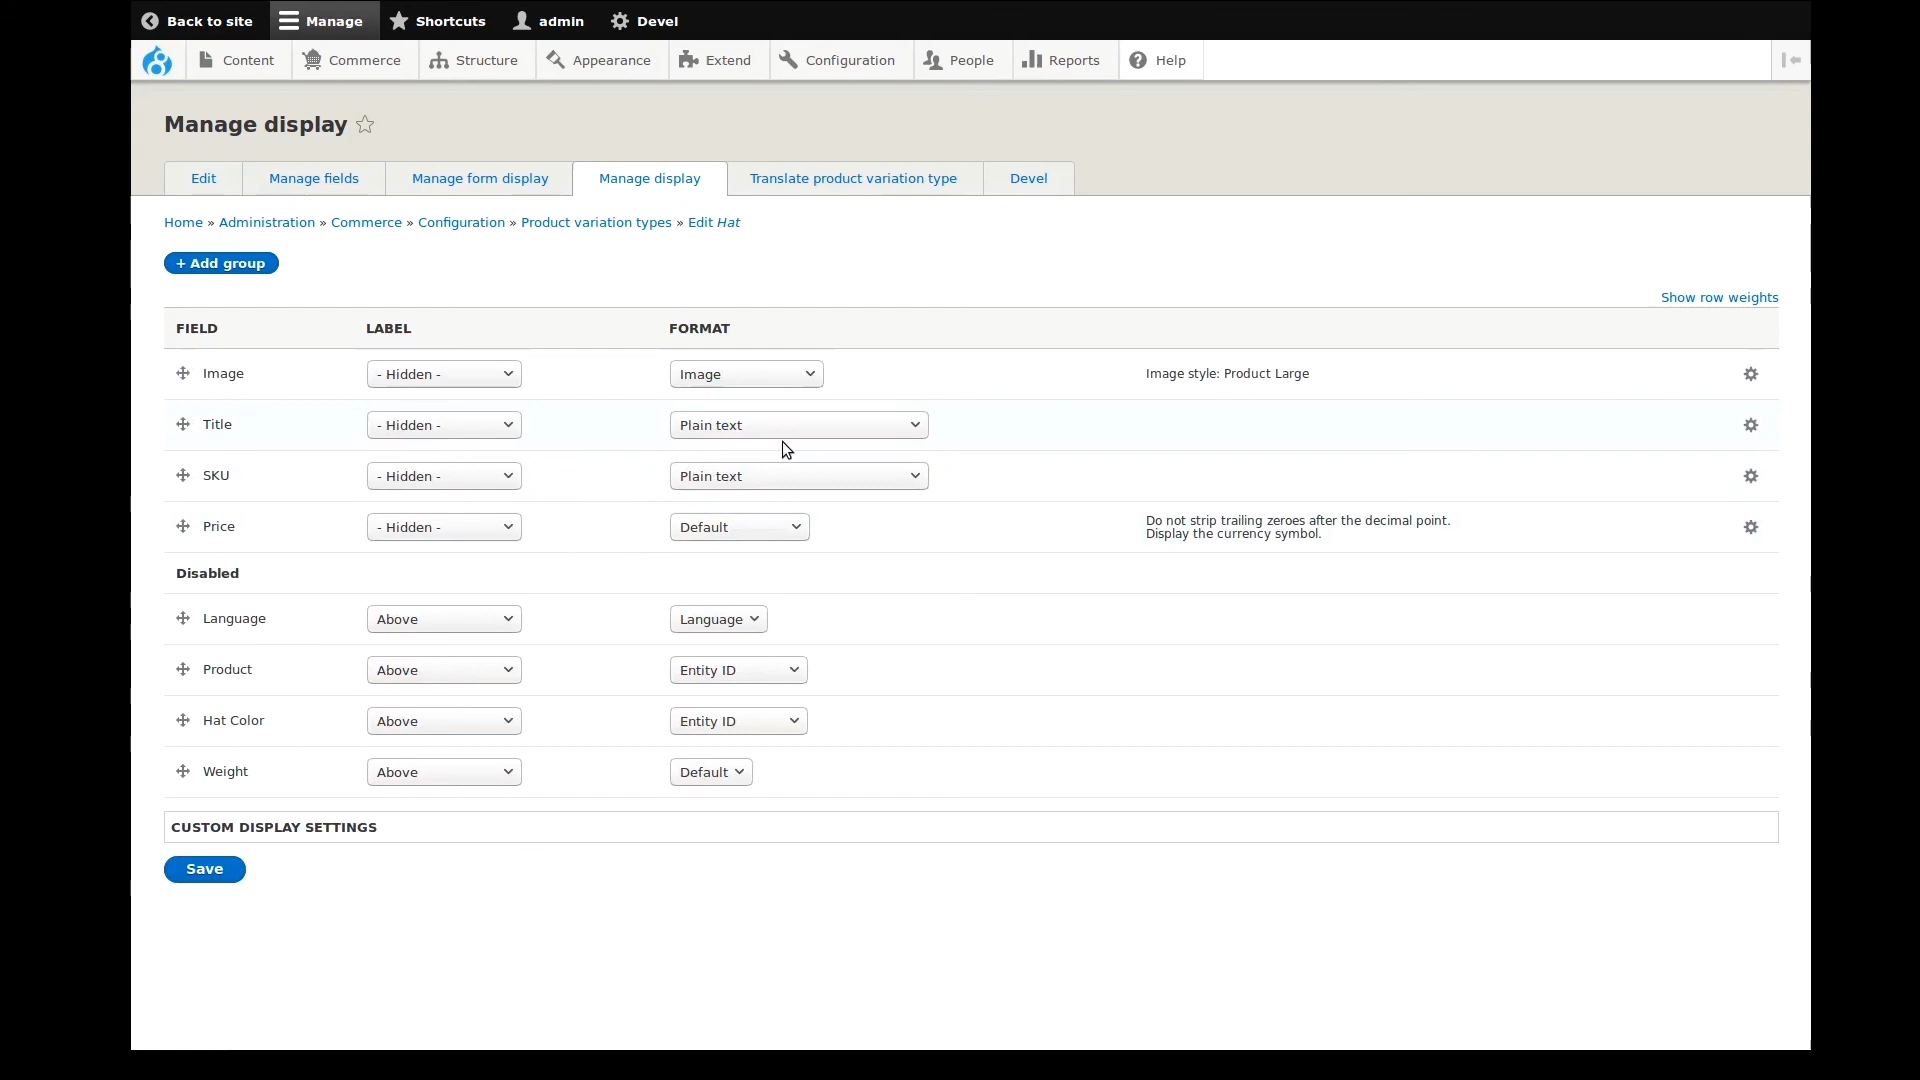 Back to site Manage Shortcuts admin Devel
Content Commerce Structure Appearance Extend Configuration People Reports Help
Manage display
Edit Manage fields Manage form display Manage display Translate product variation type Devel
Home » Administration » Commerce » Configuration » Product variation types » Edit Hat
+ Add group
Show row weights
FIELD LABEL FORMAT
Image - Hidden - Image Image style: Product Large
Title - Hidden - Plain text
SKU - Hidden - Plain text
Price - Hidden - Default Do not strip trailing zeroes after the decimal point.
Display the currency symbol.
Disabled
Language Above Language
Product Above Entity ID
Hat Color Above Entity ID
Weight Above Default
CUSTOM DISPLAY SETTINGS
Save